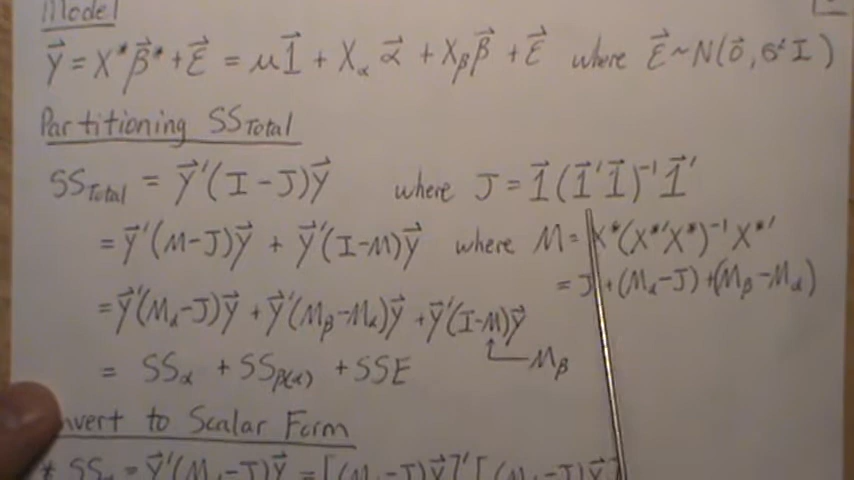 Model
Y⃗ = X*β⃗* + ε⃗ = μ1⃗ + X_α α⃗ + X_β β⃗ + ε⃗ where ε⃗ ~ N(0⃗, σ²I)
Partitioning SS_Total
SS_Total = Y⃗'(I-J)Y⃗ where J = 1⃗(1⃗'1⃗)⁻¹1⃗'
= Y⃗'(M-J)Y⃗ + Y⃗'(I-M)Y⃗ where M = X*(X*'X*)⁻¹X*'
= J + (M_α-J) + (M_β-M_α)
= Y⃗'(M_α-J)Y⃗ + Y⃗'(M_β-M_α)Y⃗ + Y⃗'(I-M)Y⃗
M_β
= SS_α + SS_β(α) + SSE
nvert to Scalar Form